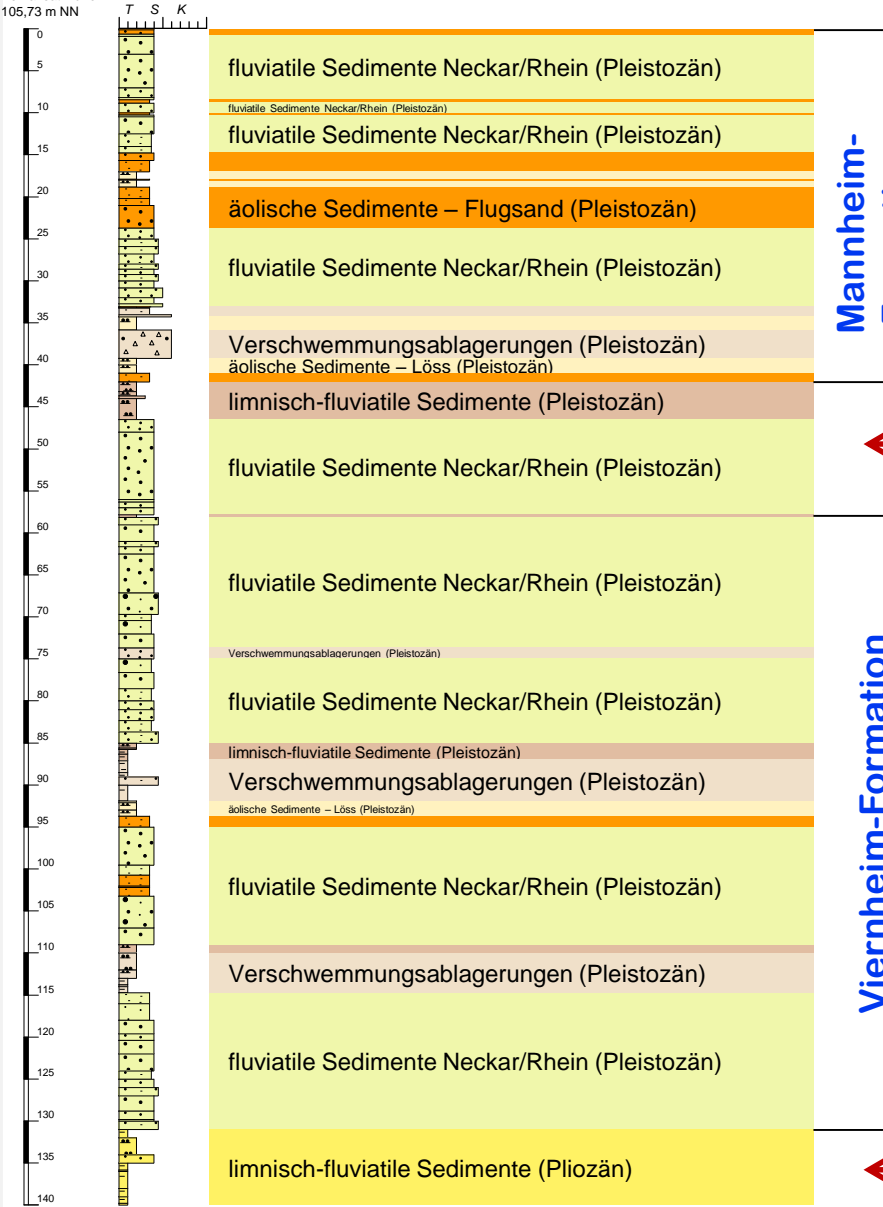 105,73 m NN
T S K
0
5
10
15
20
25
30
35
40
45
50
55
60
65
70
75
80
85
90
95
100
105
110
115
120
125
130
135
140
fluviatile Sedimente Neckar/Rhein (Pleistozän)
fluviatile Sedimente Neckar/Rhein (Pleistozän)
fluviatile Sedimente Neckar/Rhein (Pleistozän)
äolische Sedimente – Flugsand (Pleistozän)
fluviatile Sedimente Neckar/Rhein (Pleistozän)
Verschwemmungsablagerungen (Pleistozän)
äolische Sedimente – Löss (Pleistozän)
limnisch-fluviatile Sedimente (Pleistozän)
fluviatile Sedimente Neckar/Rhein (Pleistozän)
fluviatile Sedimente Neckar/Rhein (Pleistozän)
Verschwemmungsablagerungen (Pleistozän)
fluviatile Sedimente Neckar/Rhein (Pleistozän)
limnisch-fluviatile Sedimente (Pleistozän)
Verschwemmungsablagerungen (Pleistozän)
äolische Sedimente – Löss (Pleistozän)
fluviatile Sedimente Neckar/Rhein (Pleistozän)
Verschwemmungsablagerungen (Pleistozän)
fluviatile Sedimente Neckar/Rhein (Pleistozän)
limnisch-fluviatile Sedimente (Pliozän)
Mannheim-
Viernheim-Formation